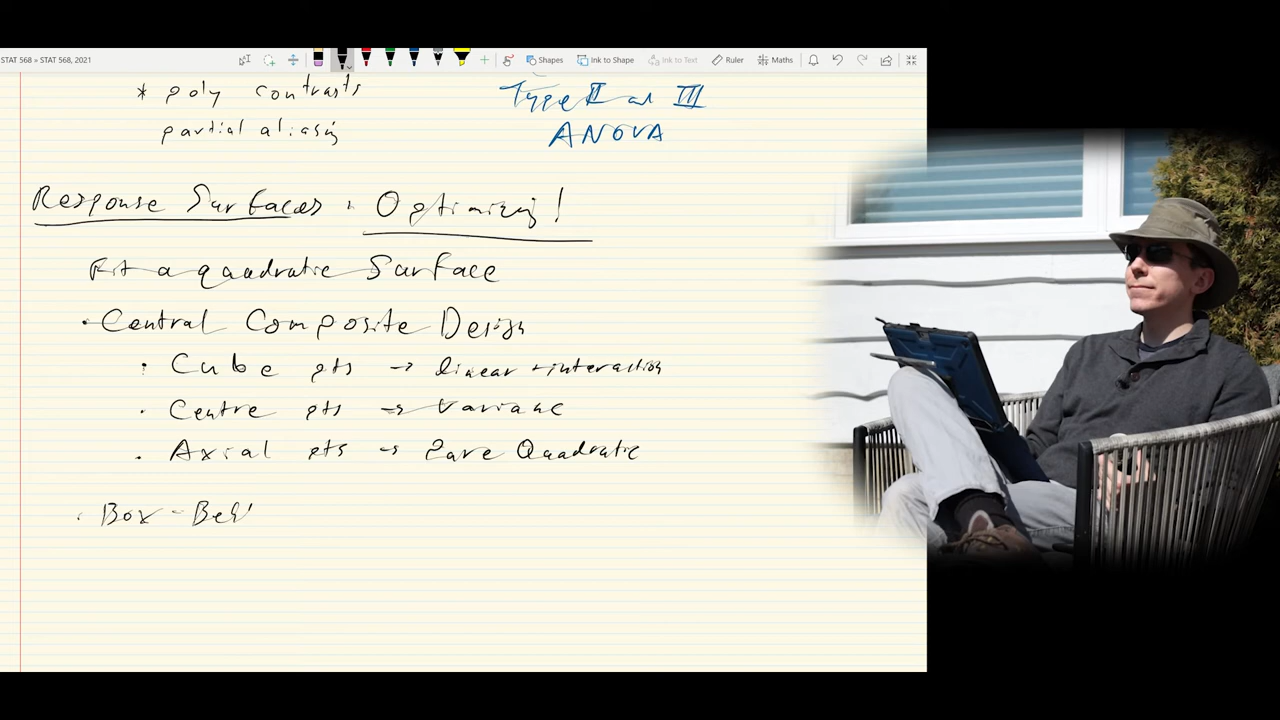 STAT 568 » STAT 568, 2021
Shapes Ink to Shape Ink to Text Ruler Maths
* poly contrasts
partial aliasing
Type II or III
ANOVA
Response Surfaces : Optimizing!
Fit a quadratic Surface
· Central Composite Design
· Cube pts → linear + interaction
· Centre pts → Variance
· Axial pts → Pure Quadratic
· Box - Beh